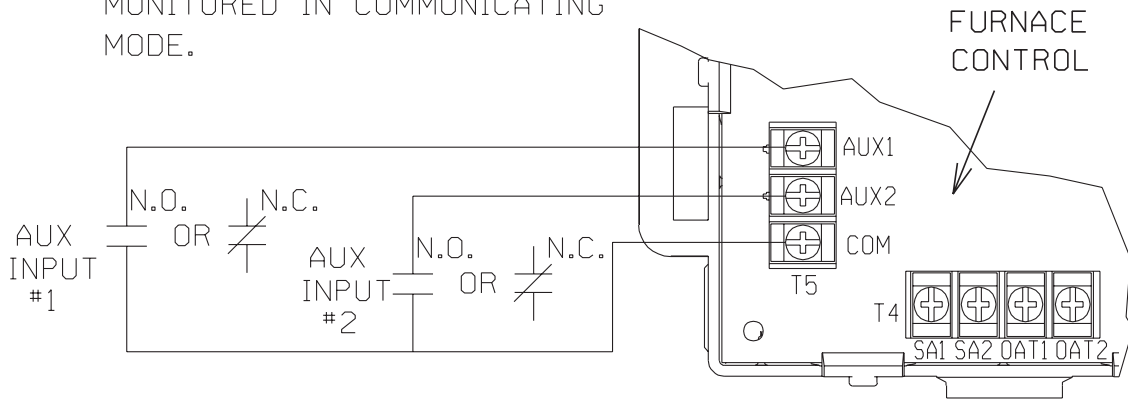 MONITORED IN COMMUNICATING
MODE.
FURNACE
CONTROL
AUX1
AUX2
COM
T5
N.O.
OR
N.C.
AUX
INPUT
#1
N.O.
OR
N.C.
AUX
INPUT
#2
T4
SA1 SA2 OAT1 OAT2